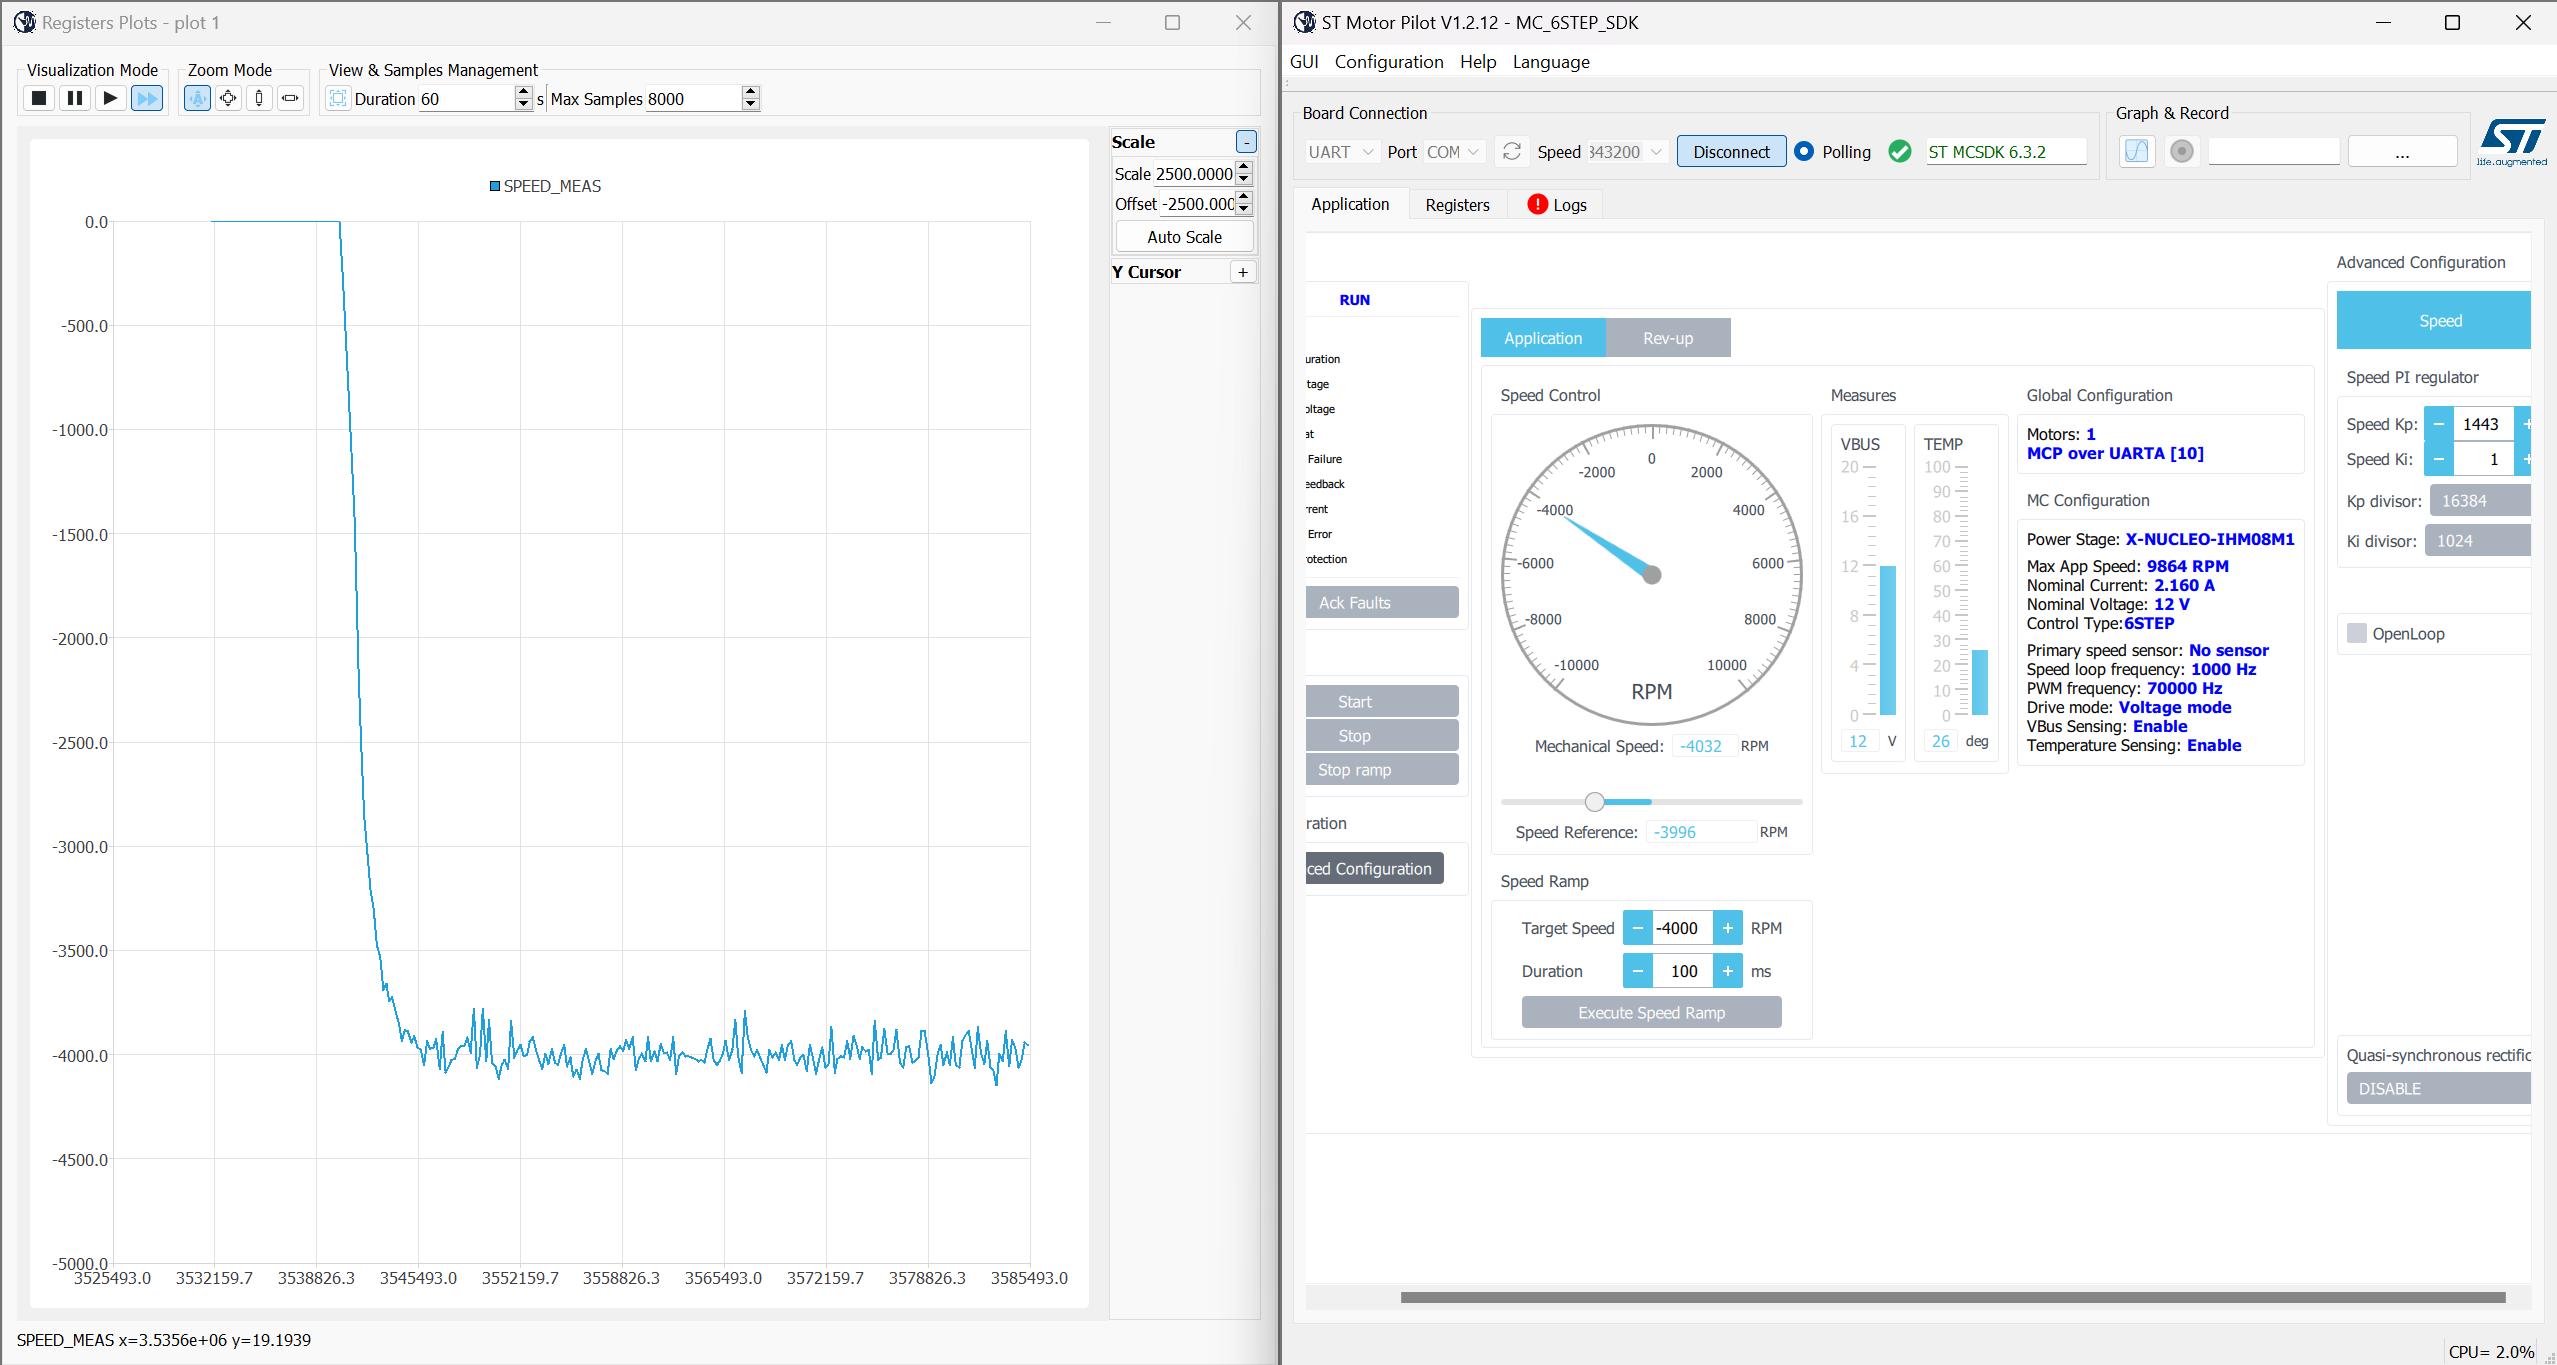 Registers Plots - plot 1
Visualization Mode
Zoom Mode
View & Samples Management
Duration 60 s
Max Samples 8000
SPEED_MEAS
0.0
-500.0
-1000.0
-1500.0
-2000.0
-2500.0
-3000.0
-3500.0
-4000.0
-4500.0
-5000.0
3525493.0 3532159.7 3538826.3 3545493.0 3552159.7 3558826.3 3565493.0 3572159.7 3578826.3 3585493.0
Scale -
Scale 2500.0000
Offset -2500.000
Auto Scale
Y Cursor +
SPEED_MEAS x=3.5356e+06 y=19.1939
ST Motor Pilot V1.2.12 - MC_6STEP_SDK
GUI Configuration Help Language
Board Connection
UART Port COM Speed 843200 Disconnect Polling ST MCSDK 6.3.2
Graph & Record
...
ST
life.augmented
Application Registers Logs
RUN
uration
tage
oltage
at
Failure
eedback
rrent
Error
rotection
Ack Faults
Start
Stop
Stop ramp
ration
ced Configuration
Application Rev-up
Speed Control
0
-2000 2000
-4000 4000
-6000 6000
-8000 8000
-10000 10000
RPM
Mechanical Speed: -4032 RPM
Speed Reference: -3996 RPM
Speed Ramp
Target Speed − -4000 + RPM
Duration − 100 + ms
Execute Speed Ramp
Measures
VBUS
20
16
12
8
4
0
12 V
TEMP
100
90
80
70
60
50
40
30
20
10
0
26 deg
Global Configuration
Motors: 1
MCP over UARTA [10]
MC Configuration
Power Stage: X-NUCLEO-IHM08M1
Max App Speed: 9864 RPM
Nominal Current: 2.160 A
Nominal Voltage: 12 V
Control Type:6STEP
Primary speed sensor: No sensor
Speed loop frequency: 1000 Hz
PWM frequency: 70000 Hz
Drive mode: Voltage mode
VBus Sensing: Enable
Temperature Sensing: Enable
Advanced Configuration
Speed
Speed PI regulator
Speed Kp: − 1443 +
Speed Ki: − 1 +
Kp divisor: 16384
Ki divisor: 1024
OpenLoop
Quasi-synchronous rectific
DISABLE
CPU= 2.0%